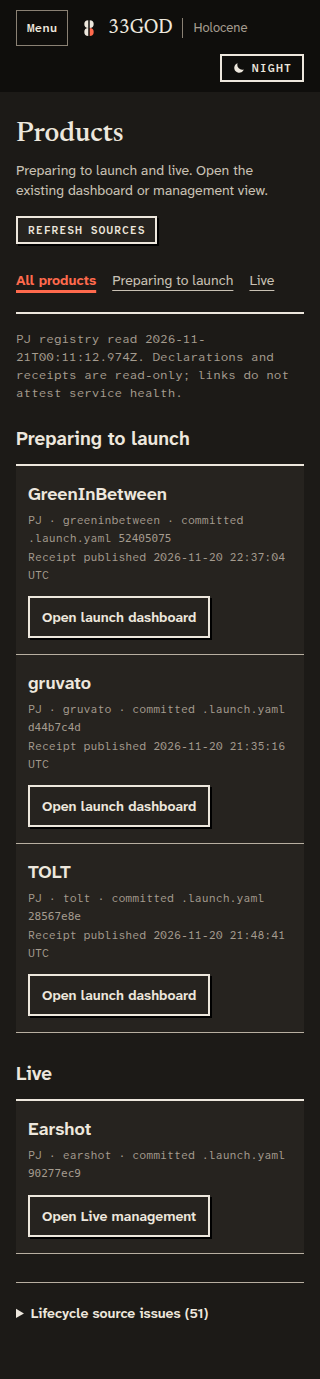 Menu
33GOD
Holocene
NIGHT
Products
Preparing to launch and live. Open the
existing dashboard or management view.
REFRESH SOURCES
All products Preparing to launch Live
PJ registry read 2026-11-
21T00:11:12.974Z. Declarations and
receipts are read-only; links do not
attest service health.
Preparing to launch
GreenInBetween
PJ · greeninbetween · committed
.launch.yaml 52405075
Receipt published 2026-11-20 22:37:04
UTC
Open launch dashboard
gruvato
PJ · gruvato · committed .launch.yaml
d44b7c4d
Receipt published 2026-11-20 21:35:16
UTC
Open launch dashboard
TOLT
PJ · tolt · committed .launch.yaml
28567e8e
Receipt published 2026-11-20 21:48:41
UTC
Open launch dashboard
Live
Earshot
PJ · earshot · committed .launch.yaml
90277ec9
Open Live management
Lifecycle source issues (51)